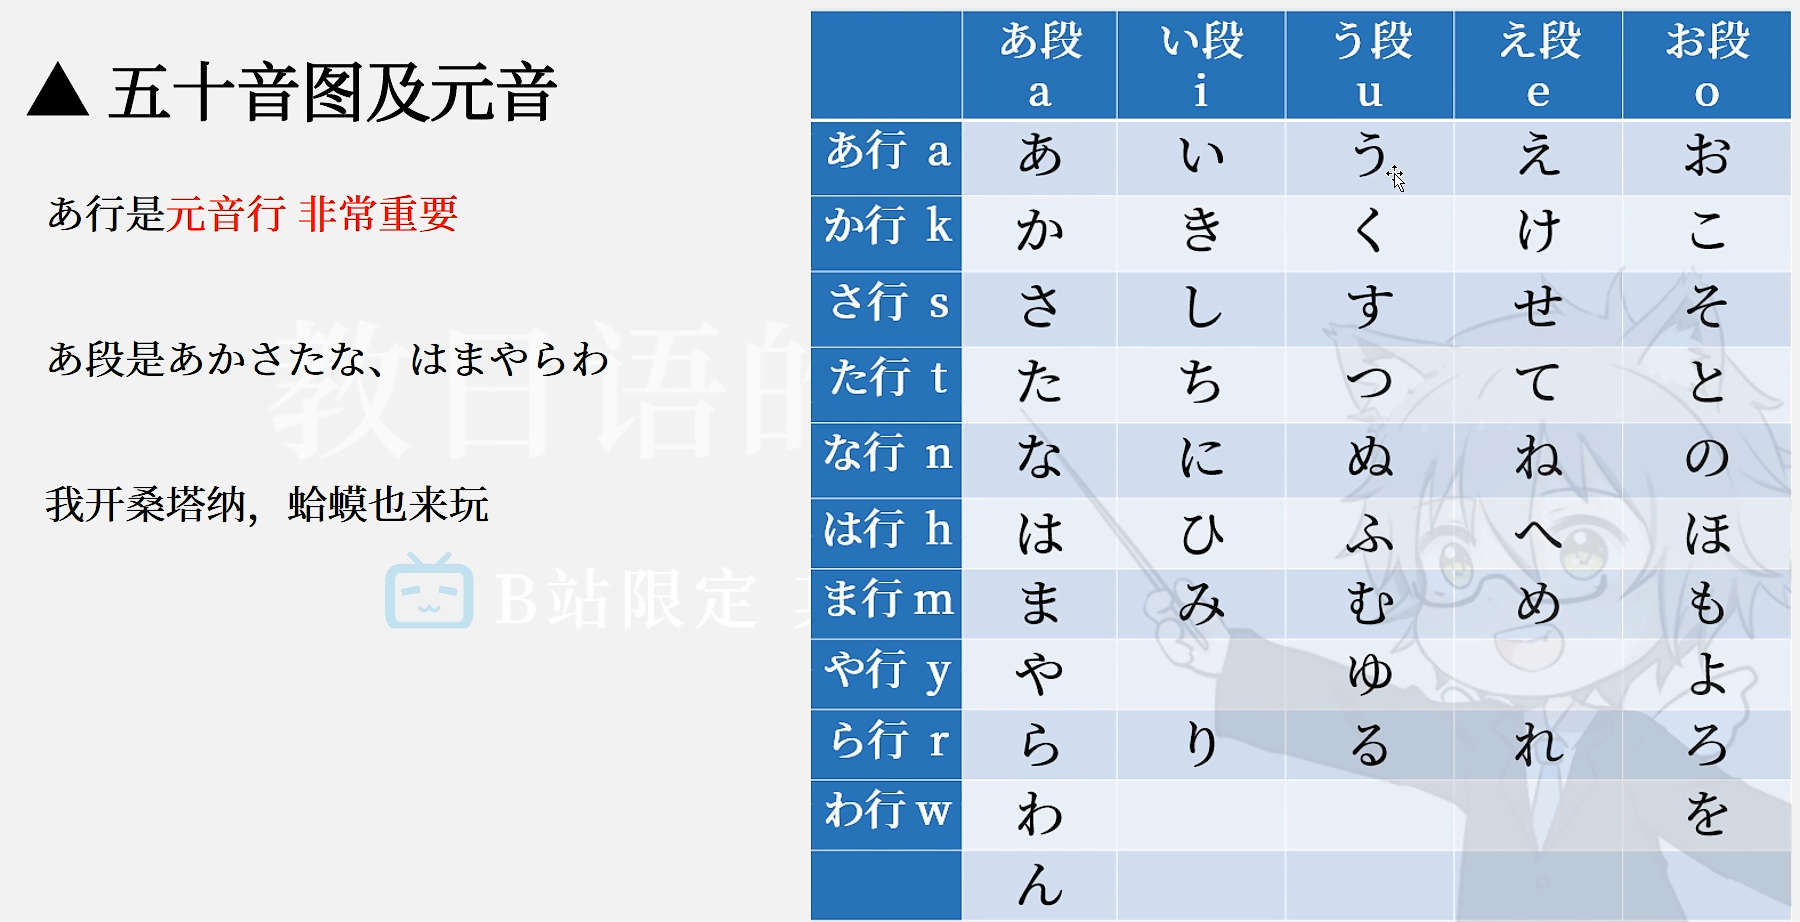 ▲ 五十音图及元音
あ行是元音行 非常重要
あ段是あかさたな、はまやらわ
我开桑塔纳，蛤蟆也来玩
教日语的
B站限定
あ段 い段 う段 え段 お段
a i u e o
あ行 a あ い う え お
か行 k か き く け こ
さ行 s さ し す せ そ
た行 t た ち つ て と
な行 n な に ぬ ね の
は行 h は ひ ふ へ ほ
ま行 m ま み む め も
や行 y や ゆ よ
ら行 r ら り る れ ろ
わ行 w わ を
ん